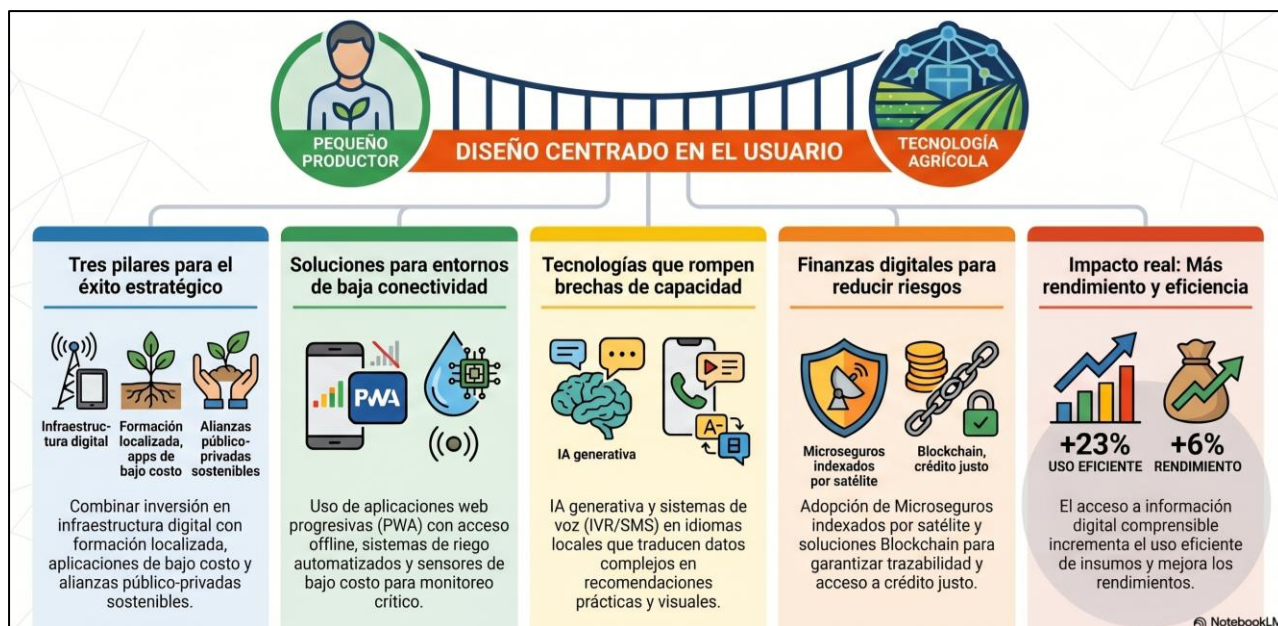 PEQUEÑO
PRODUCTOR
DISEÑO CENTRADO EN EL USUARIO
TECNOLOGÍA
AGRÍCOLA
Tres pilares para el
éxito estratégico
Infraestruc-
tura digital
Formación
localizada,
apps de
bajo costo
Alianzas
público-
privadas
sostenibles
Combinar inversión en
infraestructura digital con
formación localizada,
aplicaciones de bajo costo y
alianzas público-privadas
sostenibles.
Soluciones para entornos
de baja conectividad
PWA
Uso de aplicaciones web
progresivas (PWA) con acceso
offline, sistemas de riego
automatizados y sensores de
bajo costo para monitoreo
crítico.
Tecnologías que rompen
brechas de capacidad
A
B
IA generativa
IA generativa y sistemas de
voz (IVR/SMS) en idiomas
locales que traducen datos
complejos en
recomendaciones
prácticas y visuales.
Finanzas digitales para
reducir riesgos
Microseguros
indexados
por satélite
Blockchain,
crédito justo
Adopción de Microseguros
indexados por satélite y
soluciones Blockchain para
garantizar trazabilidad y
acceso a crédito justo.
Impacto real: Más
rendimiento y eficiencia
+23%
USO EFICIENTE
+6%
RENDIMIENTO
El acceso a información
digital comprensible
incrementa el uso eficiente
de insumos y mejora los
rendimientos.
NotebookLM